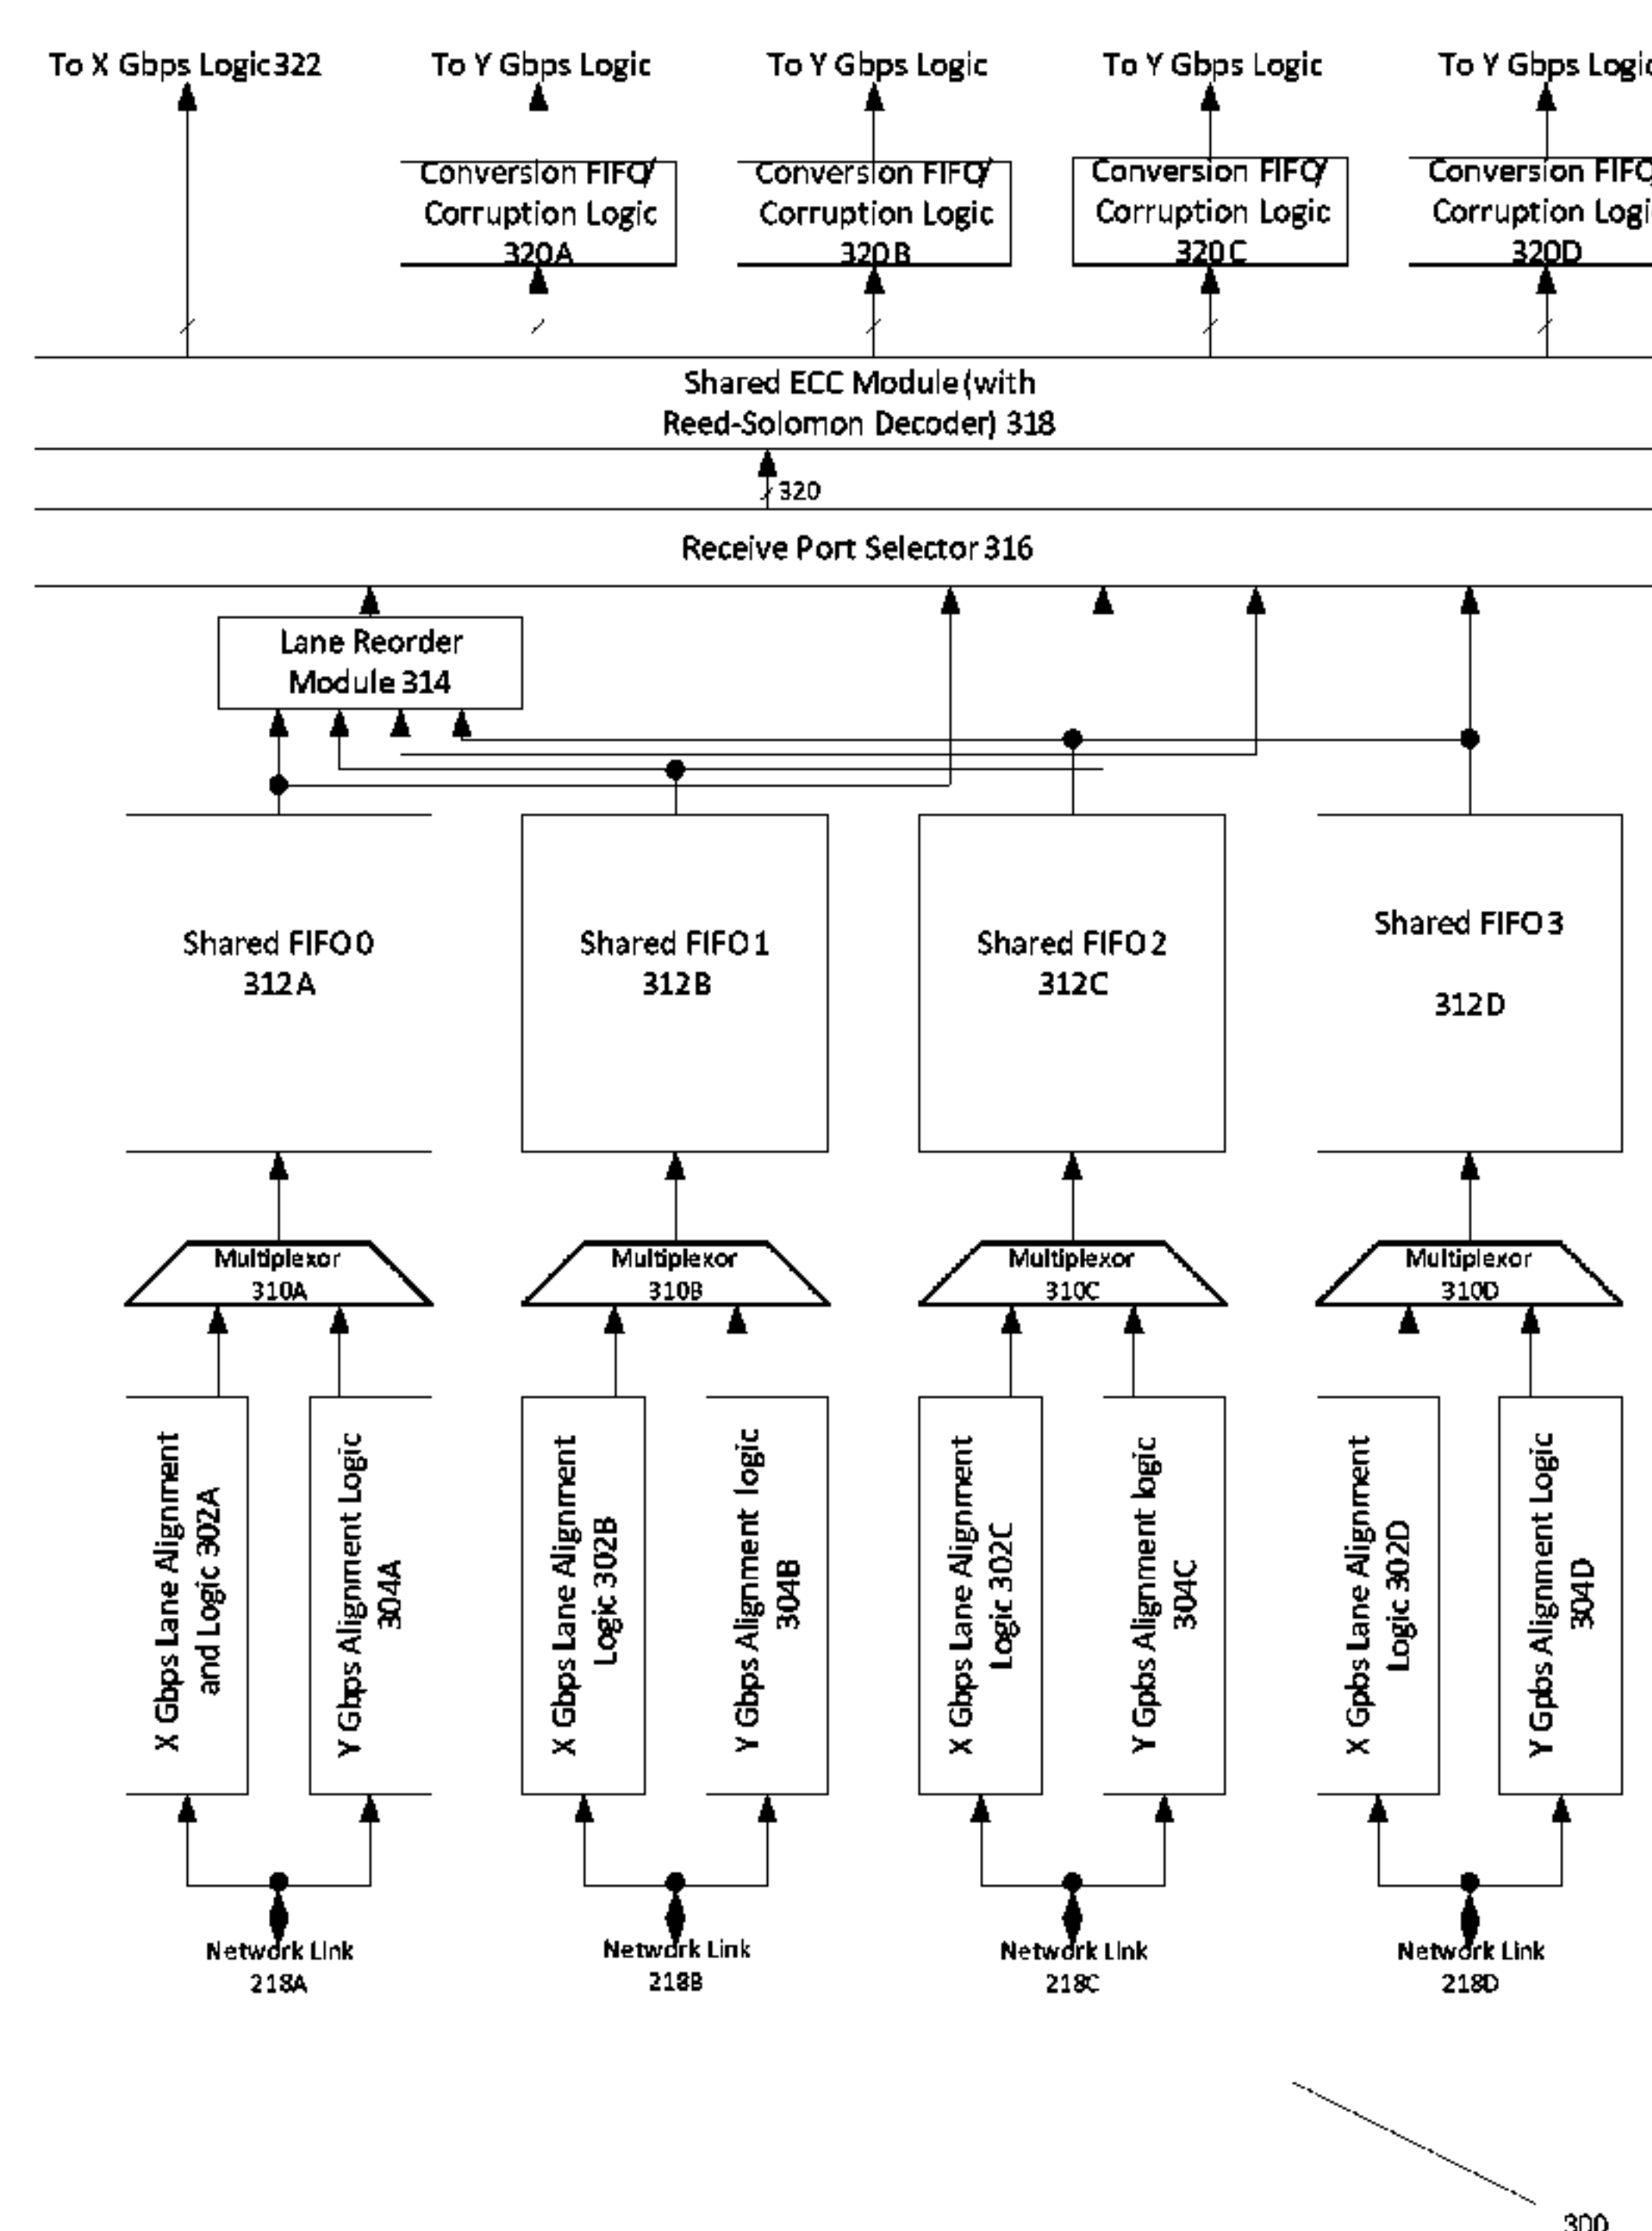 To X Gbps Logic 322
To Y Gbps Logic
To Y Gbps Logic
To Y Gbps Logic
To Y Gbps Logic
Conversion FIFO/
Corruption Logic
320A
Conversion FIFO/
Corruption Logic
320B
Conversion FIFO/
Corruption Logic
320C
Conversion FIFO
Corruption Logi
320D
Shared ECC Module (with
Reed-Solomon Decoder) 318
320
Receive Port Selector 316
Lane Reorder
Module 314
Shared FIFO 0
312A
Shared FIFO 1
312B
Shared FIFO 2
312C
Shared FIFO 3
312D
Multiplexor
310A
Multiplexor
310B
Multiplexor
310C
Multiplexor
310D
X Gbps Lane Alignment
and Logic 302A
Y Gbps Alignment Logic
304A
X Gbps Lane Alignment
Logic 302B
Y Gbps Alignment logic
304B
X Gbps Lane Alignment
Logic 302C
Y Gpbs Alignment logic
304C
X Gpbs Lane Alignment
Logic 302D
Y Gpbs Alignment Logic
304D
Network Link
218A
Network Link
218B
Network Link
218C
Network Link
218D
300